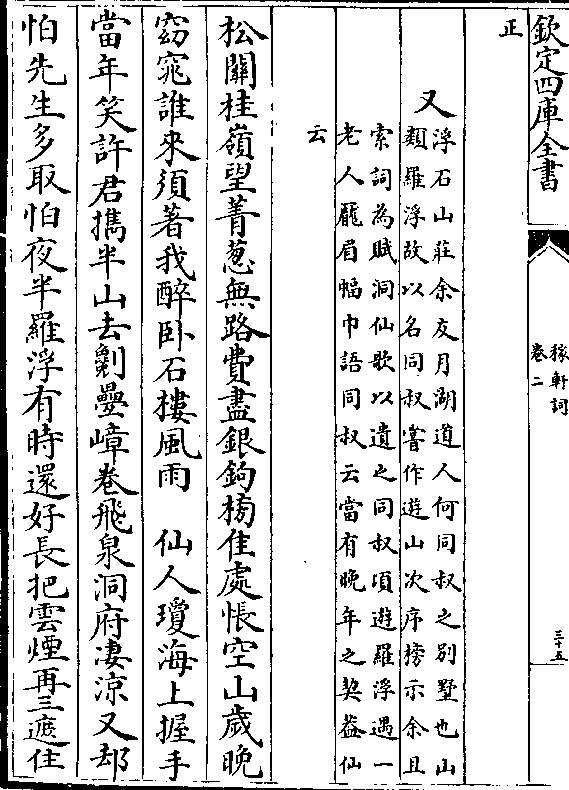 欽定四庫全書
稼軒詞
卷二
三十五
正
又
浮石山莊余友月湖道人何同叔之别墅也山
類羅浮故以名同叔嘗作遊山次序榜示余且
索詞為賦洞仙歌以遺之同叔頃遊羅浮遇一
老人龎眉幅巾語同叔云當有晚年之契葢仙
云
松關桂嶺望菁葱無路費盡銀鉤榜佳處悵空山歲晚
窈窕誰來須著我醉卧石樓風雨　仙人瓊海上握手
當年笑許君攜半山去劖疊嶂卷飛泉洞府凄涼又却
怕先生多取怕夜半羅浮有時還好長把雲煙再三遮住